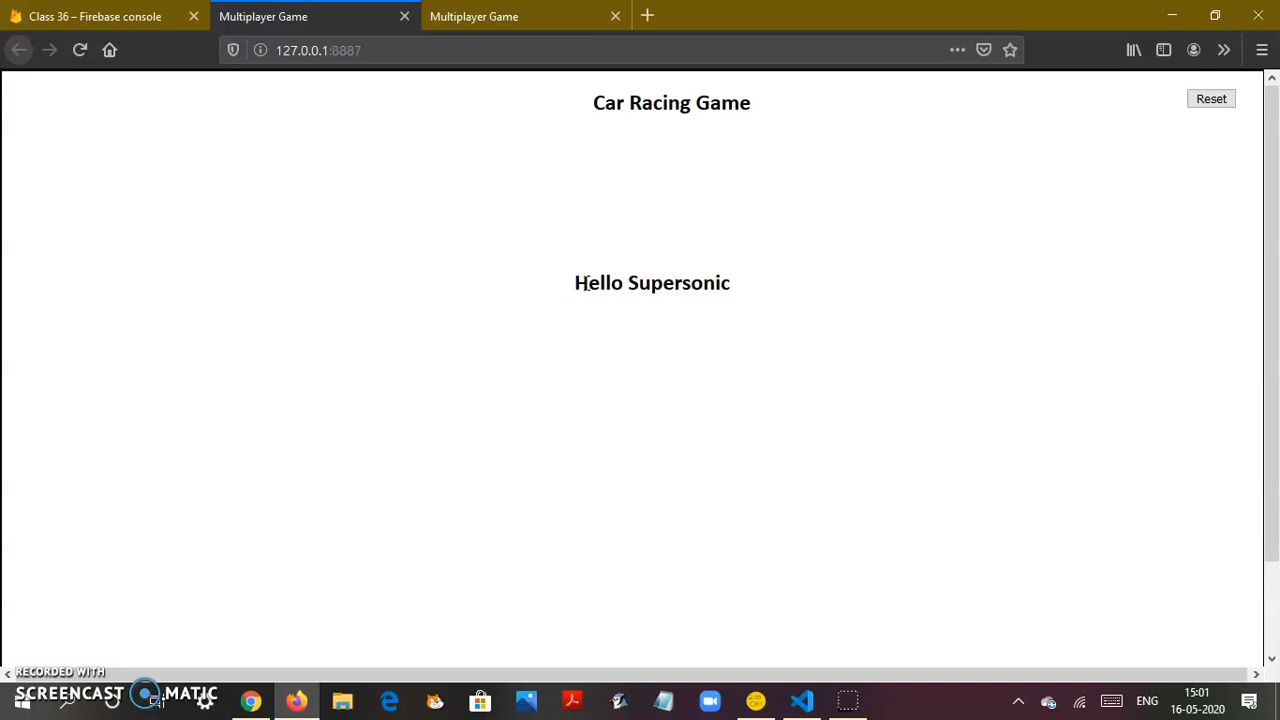 Class 36 – Firebase console
Multiplayer Game
Multiplayer Game
127.0.0.1:8887
Car Racing Game
Reset
Hello Supersonic
RECORDED WITH
SCREENCAST MATIC
ENG
15:01
16-05-2020